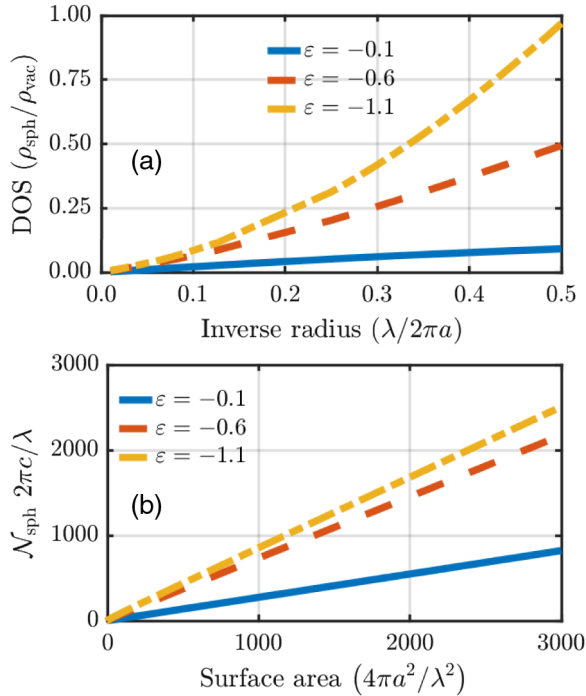 1.00
0.75
0.50
0.25
0.00
DOS (ρsph/ρvac)
ε = −0.1
ε = −0.6
ε = −1.1
(a)
0.0 0.1 0.2 0.3 0.4 0.5
Inverse radius (λ/2πa)
3000
2000
1000
0
𝒩sph 2πc/λ
ε = −0.1
ε = −0.6
ε = −1.1
(b)
0 1000 2000 3000
Surface area (4πa²/λ²)